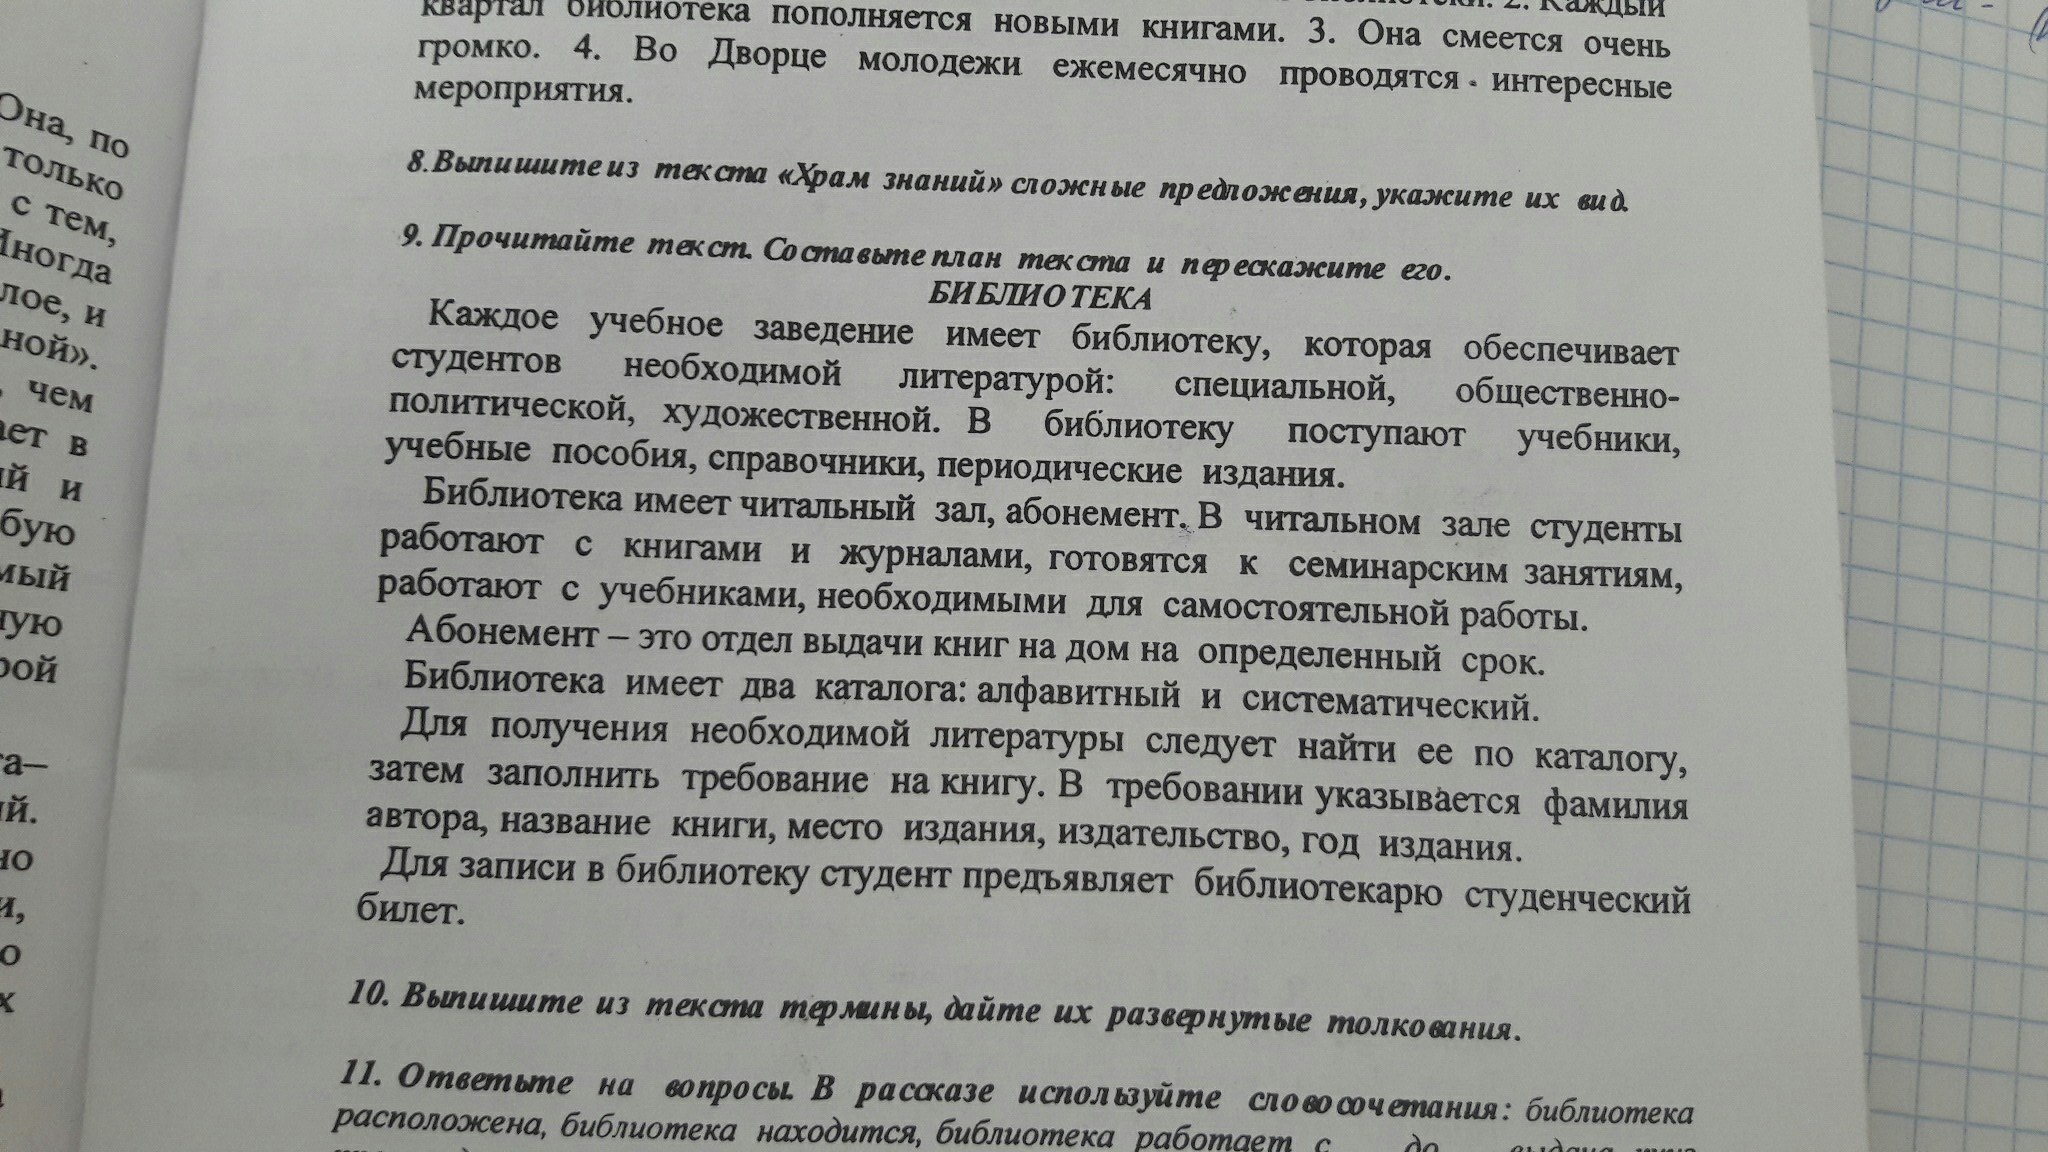 Она, по
только
с тем,
Иногда
лое, и
ной».
чем
ает в
ий и
бую
мый
ную
рой
та–
ий.
но
и,
о
х
квартал библиотека пополняется новыми книгами. 3. Она смеется очень
громко. 4. Во Дворце молодежи ежемесячно проводятся интересные
мероприятия.
8.Выпишите из текста «Храм знаний» сложные предложения, укажите их вид.
9. Прочитайте текст. Составьте план текста и перескажите его.
БИБЛИОТЕКА
Каждое учебное заведение имеет библиотеку, которая обеспечивает
студентов необходимой литературой: специальной, общественно-
политической, художественной. В библиотеку поступают учебники,
учебные пособия, справочники, периодические издания.
Библиотека имеет читальный зал, абонемент. В читальном зале студенты
работают с книгами и журналами, готовятся к семинарским занятиям,
работают с учебниками, необходимыми для самостоятельной работы.
Абонемент – это отдел выдачи книг на дом на определенный срок.
Библиотека имеет два каталога: алфавитный и систематический.
Для получения необходимой литературы следует найти ее по каталогу,
затем заполнить требование на книгу. В требовании указывается фамилия
автора, название книги, место издания, издательство, год издания.
Для записи в библиотеку студент предъявляет библиотекарю студенческий
билет.
10. Выпишите из текста термины, дайте их развернутые толкования.
11. Ответьте на вопросы. В рассказе используйте словосочетания: библиотека
расположена, библиотека находится, библиотека работает с до